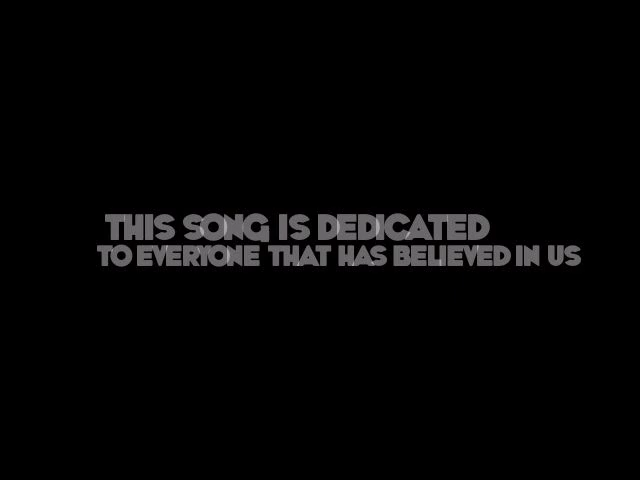 THIS SONG IS DEDICATED
TO EVERYONE THAT HAS BELIEVED IN US